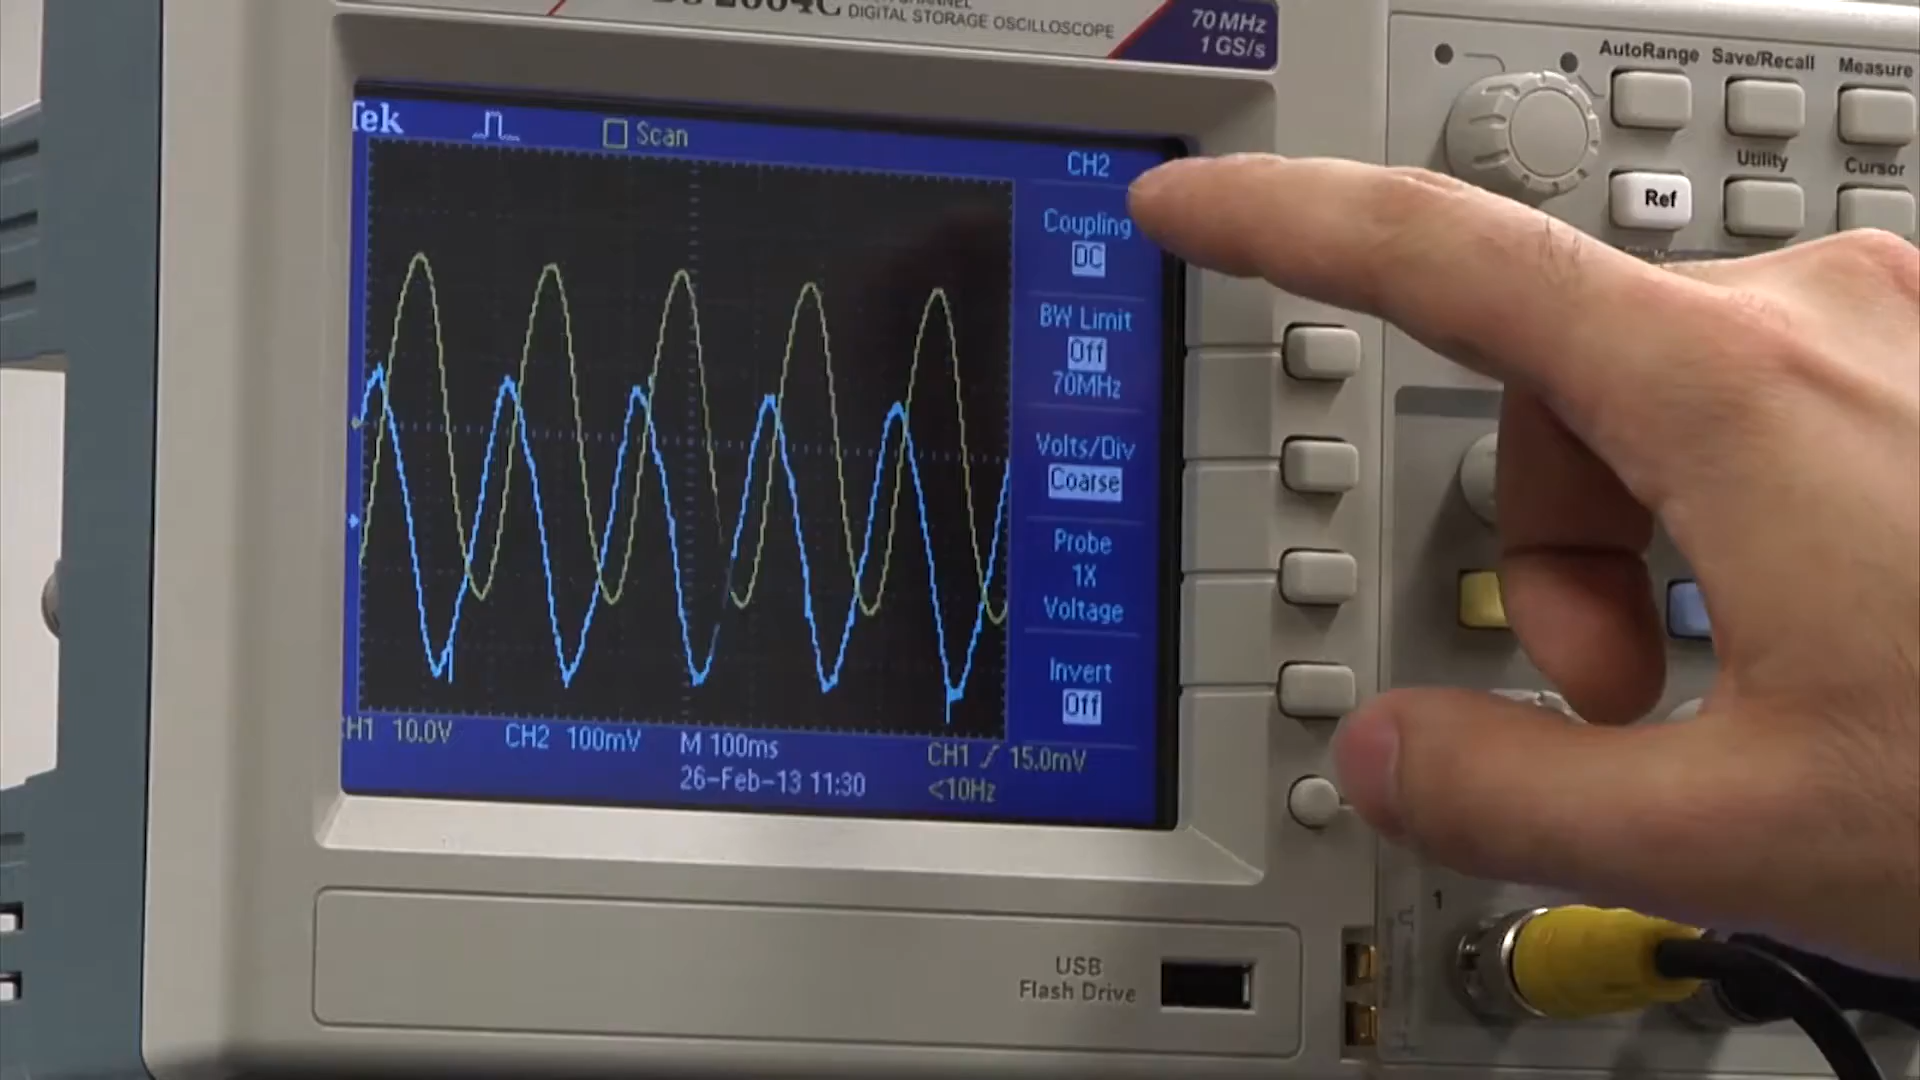 DIGITAL STORAGE OSCILLOSCOPE
70 MHz
1 GS/s
AutoRange
Save/Recall
Measure
Ref
Utility
Cursor
Tek
Scan
CH2
Coupling
DC
BW Limit
Off
70MHz
Volts/Div
Coarse
Probe
1X
Voltage
Invert
Off
CH1 10.0V
CH2 100mV
M 100ms
CH1 15.0mV
26-Feb-13 11:30
<10Hz
1
USB
Flash Drive